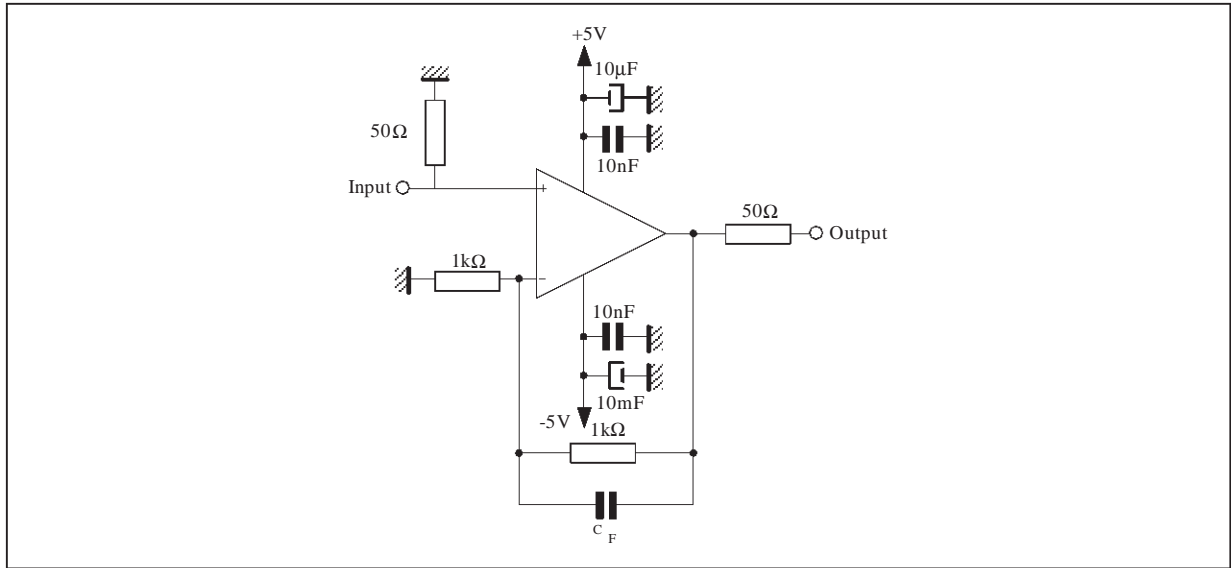 +5V
10µF
50Ω
10nF
Input
+
50Ω
Output
1kΩ
-
10nF
10mF
-5V
1kΩ
C F